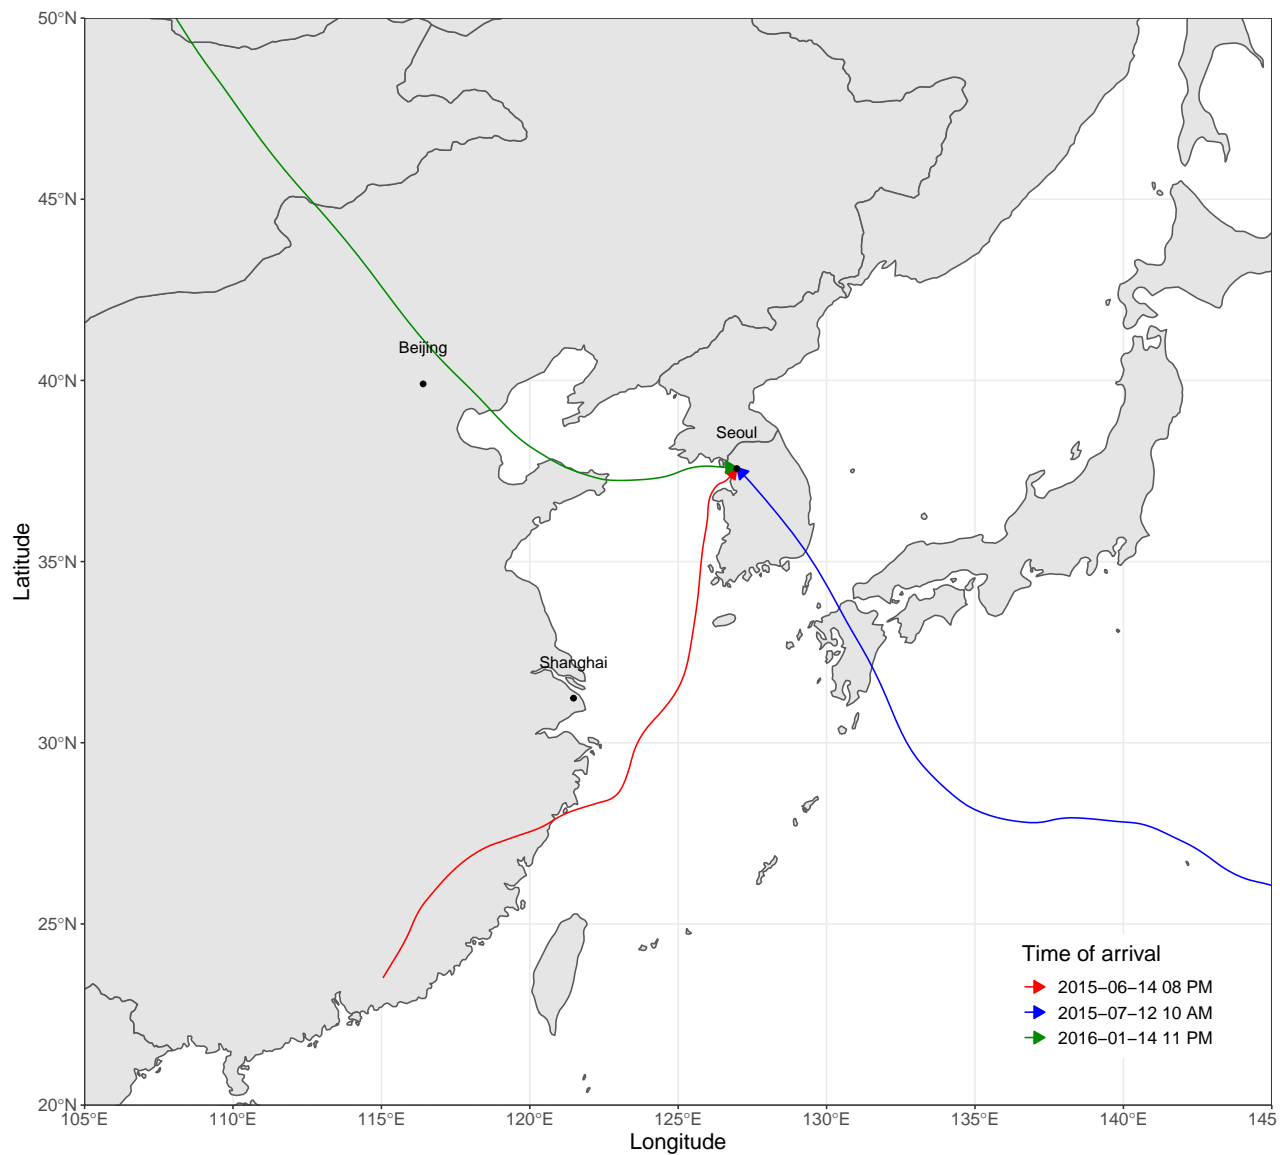 50°N
45°N
40°N
35°N
30°N
25°N
20°N
Latitude
Beijing
Seoul
Shanghai
Time of arrival
2015−06−14 08 PM
2015−07−12 10 AM
2016−01−14 11 PM
105°E
110°E
115°E
120°E
125°E
130°E
135°E
140°E
145
Longitude